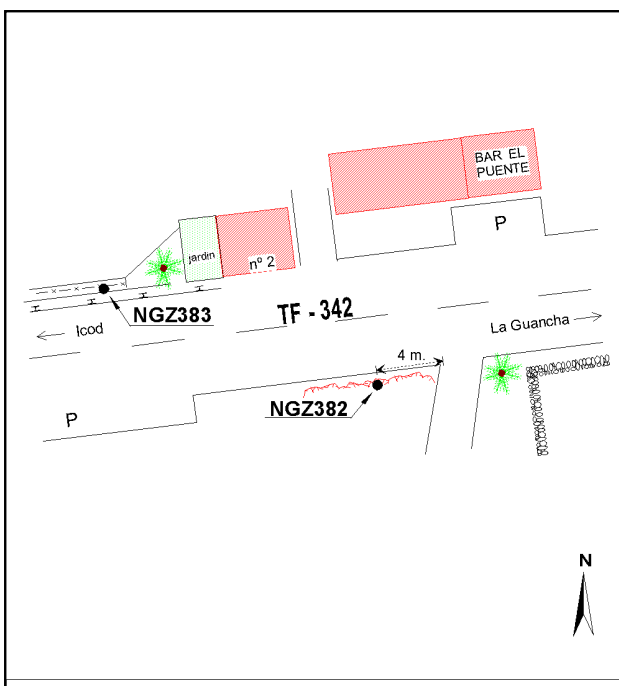 BAR EL
PUENTE
P
jardin
nº 2
NGZ383
TF - 342
Icod
La Guancha
4 m.
NGZ382
P
N